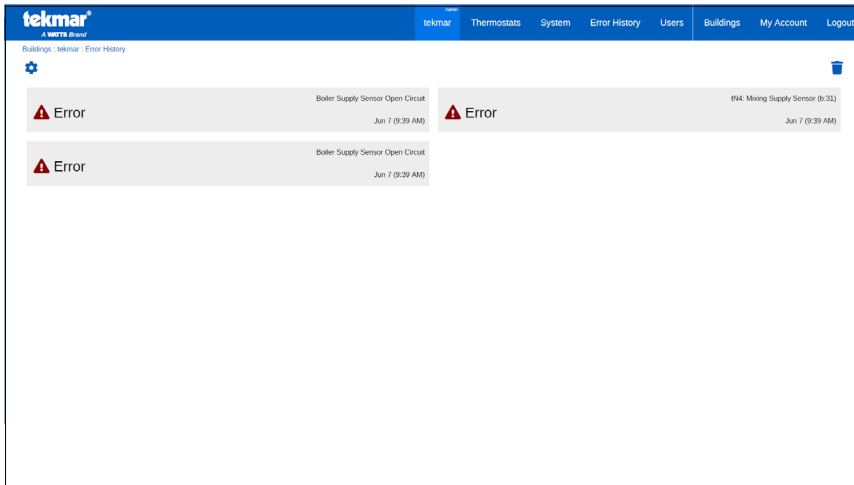 tekmar®
A WATTS Brand
Admin
tekmar Thermostats System Error History Users Buildings My Account Logout
Buildings : tekmar : Error History
Error
Boiler Supply Sensor Open Circuit
Jun 7 (9:39 AM)
Error
tN4: Mixing Supply Sensor (b:31)
Jun 7 (9:39 AM)
Error
Boiler Supply Sensor Open Circuit
Jun 7 (9:39 AM)